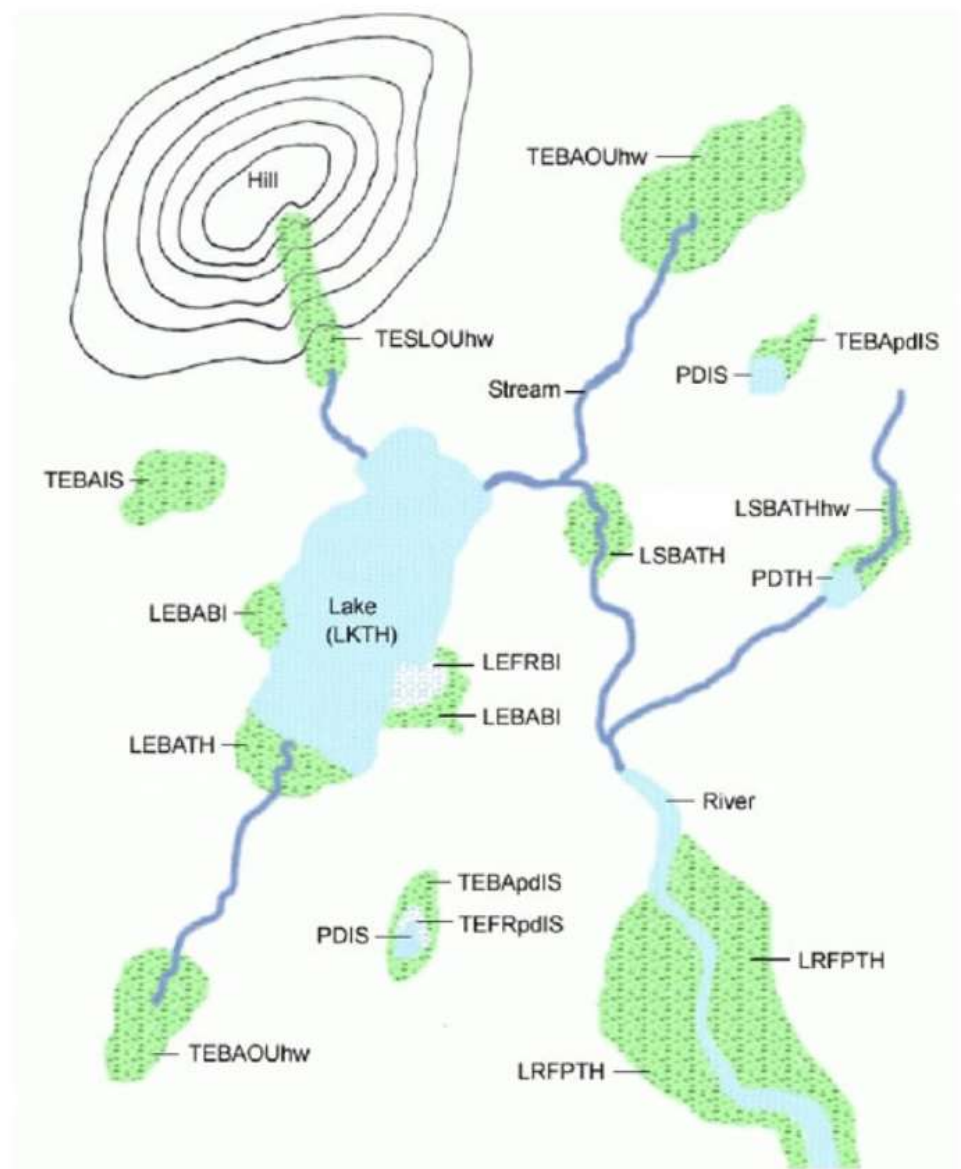 Hill
TEBAOUhw
TESLOUhw
TEBApdIS
PDIS
Stream
TEBAIS
LSBATHhw
LSBATH
PDTH
LEBABI
Lake
(LKTH)
LEFRBI
LEBABI
LEBATH
River
TEBApdIS
TEFRpdIS
PDIS
LRFPTH
TEBAOUhw
LRFPTH